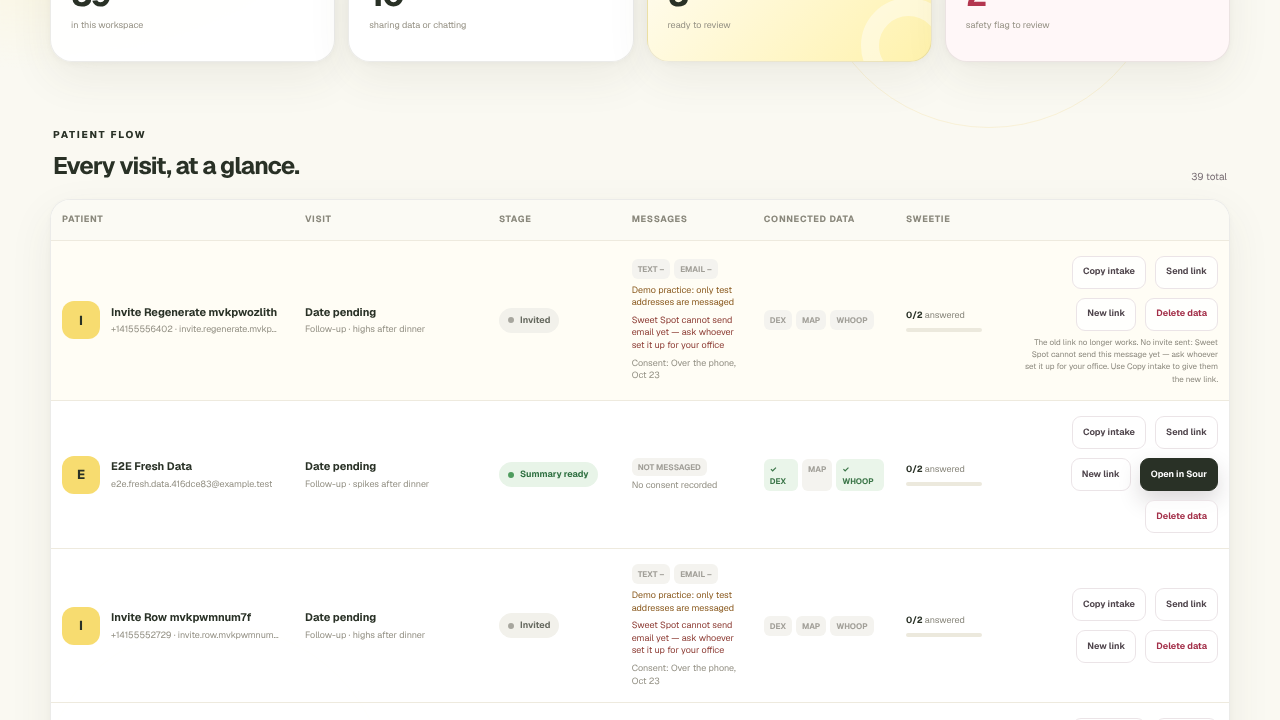 in this workspace
sharing data or chatting
ready to review
safety flag to review
PATIENT FLOW
Every visit, at a glance.
39 total
PATIENT VISIT STAGE MESSAGES CONNECTED DATA SWEETIE
I
Invite Regenerate mvkpwozlith
+14155556402 · invite.regenerate.mvkp...
Date pending
Follow-up · highs after dinner
Invited
TEXT – EMAIL –
Demo practice: only test
addresses are messaged
Sweet Spot cannot send
email yet — ask whoever
set it up for your office
Consent: Over the phone,
Oct 23
DEX MAP WHOOP
0/2 answered
Copy intake Send link
New link Delete data
The old link no longer works. No invite sent: Sweet
Spot cannot send this message yet — ask whoever
set it up for your office. Use Copy intake to give them
the new link.
E
E2E Fresh Data
e2e.fresh.data.416dce83@example.test
Date pending
Follow-up · spikes after dinner
Summary ready
NOT MESSAGED
No consent recorded
✓ DEX MAP ✓ WHOOP
0/2 answered
Copy intake Send link
New link Open in Sour
Delete data
I
Invite Row mvkpwmnum7f
+14155552729 · invite.row.mvkpwmnum...
Date pending
Follow-up · highs after dinner
Invited
TEXT – EMAIL –
Demo practice: only test
addresses are messaged
Sweet Spot cannot send
email yet — ask whoever
set it up for your office
Consent: Over the phone,
Oct 23
DEX MAP WHOOP
0/2 answered
Copy intake Send link
New link Delete data